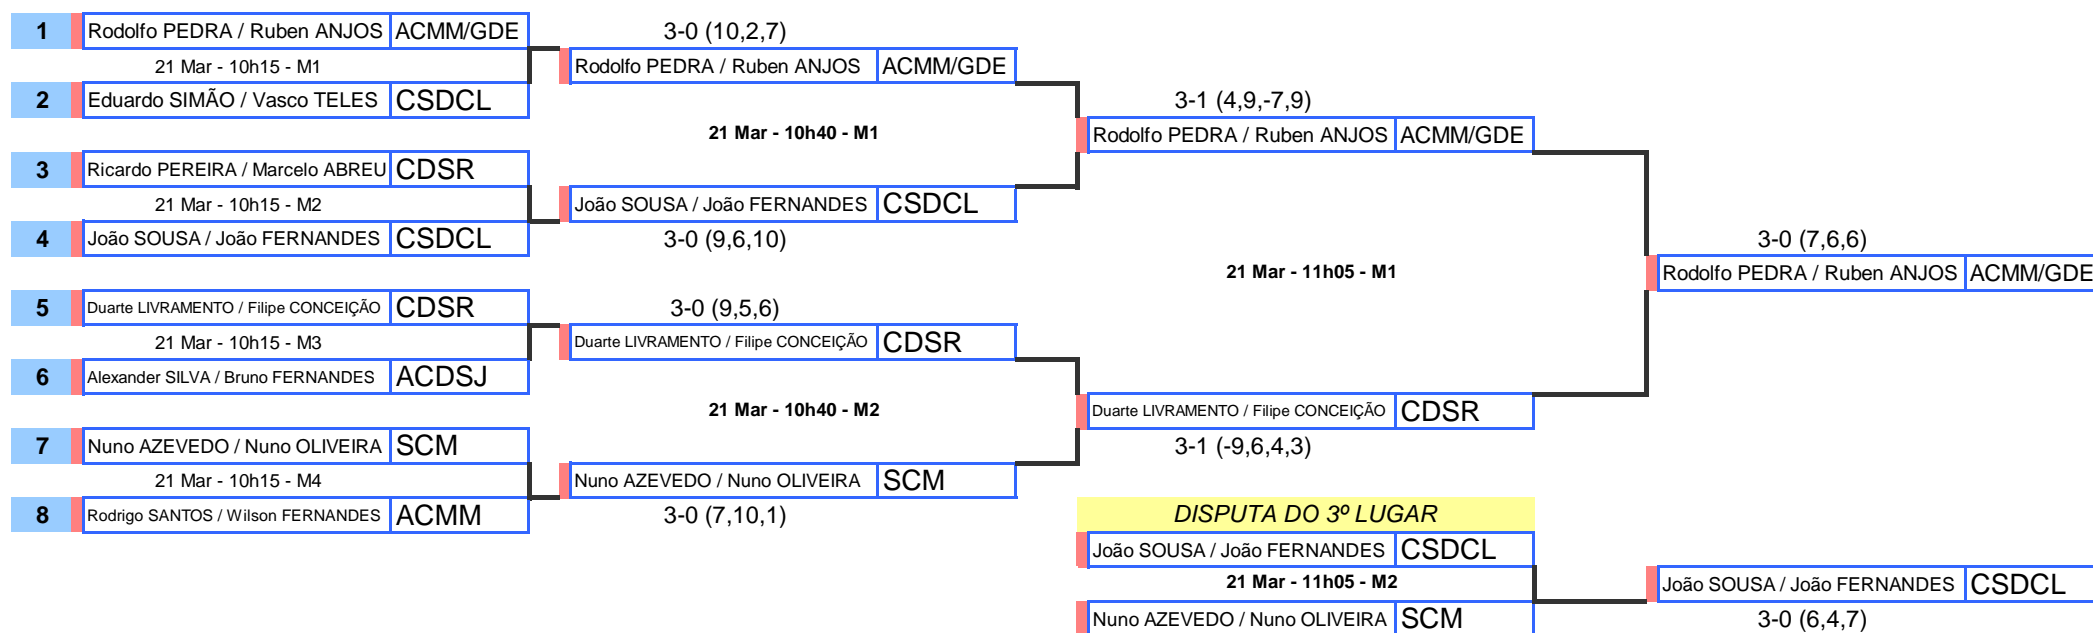 1 Rodolfo PEDRA / Ruben ANJOS ACMM/GDE 3-0 (10,2,7)
21 Mar - 10h15 - M1 Rodolfo PEDRA / Ruben ANJOS ACMM/GDE
2 Eduardo SIMÃO / Vasco TELES CSDCL 3-1 (4,9,-7,9)
21 Mar - 10h40 - M1 Rodolfo PEDRA / Ruben ANJOS ACMM/GDE
3 Ricardo PEREIRA / Marcelo ABREU CDSR
21 Mar - 10h15 - M2 João SOUSA / João FERNANDES CSDCL
4 João SOUSA / João FERNANDES CSDCL 3-0 (9,6,10) 3-0 (7,6,6)
21 Mar - 11h05 - M1 Rodolfo PEDRA / Ruben ANJOS ACMM/GDE
5 Duarte LIVRAMENTO / Filipe CONCEIÇÃO CDSR 3-0 (9,5,6)
21 Mar - 10h15 - M3 Duarte LIVRAMENTO / Filipe CONCEIÇÃO CDSR
6 Alexander SILVA / Bruno FERNANDES ACDSJ
21 Mar - 10h40 - M2 Duarte LIVRAMENTO / Filipe CONCEIÇÃO CDSR
7 Nuno AZEVEDO / Nuno OLIVEIRA SCM 3-1 (-9,6,4,3)
21 Mar - 10h15 - M4 Nuno AZEVEDO / Nuno OLIVEIRA SCM
8 Rodrigo SANTOS / Wilson FERNANDES ACMM 3-0 (7,10,1) DISPUTA DO 3º LUGAR
João SOUSA / João FERNANDES CSDCL
21 Mar - 11h05 - M2 João SOUSA / João FERNANDES CSDCL
Nuno AZEVEDO / Nuno OLIVEIRA SCM 3-0 (6,4,7)